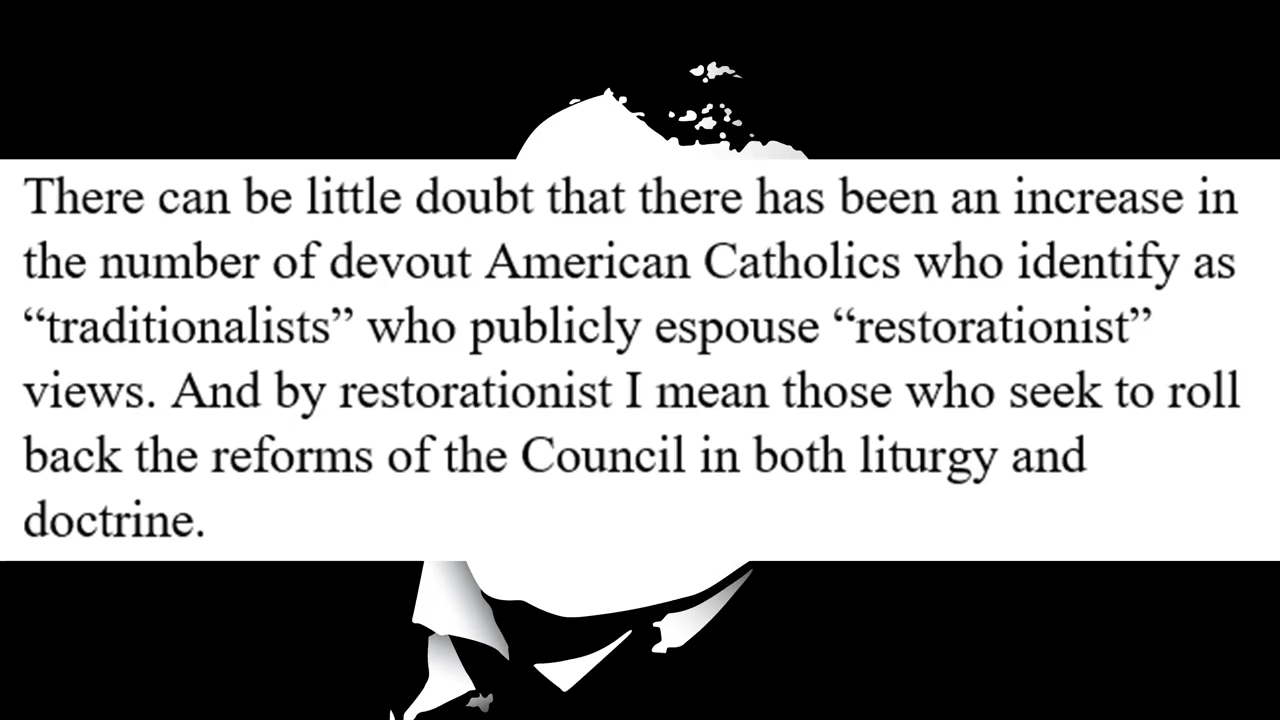 There can be little doubt that there has been an increase in
the number of devout American Catholics who identify as
“traditionalists” who publicly espouse “restorationist”
views. And by restorationist I mean those who seek to roll
back the reforms of the Council in both liturgy and
doctrine.